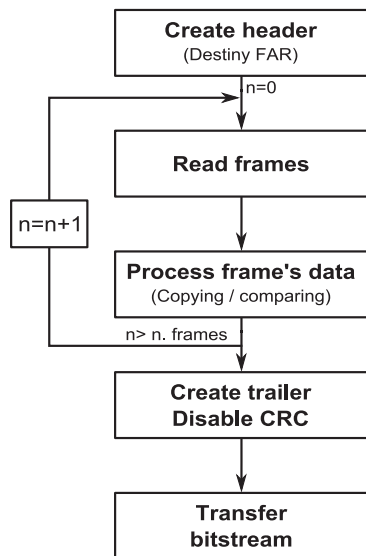 Create header
(Destiny FAR)
n=0
Read frames
n=n+1
Process frame's data
(Copying / comparing)
n> n. frames
Create trailer
Disable CRC
Transfer
bitstream